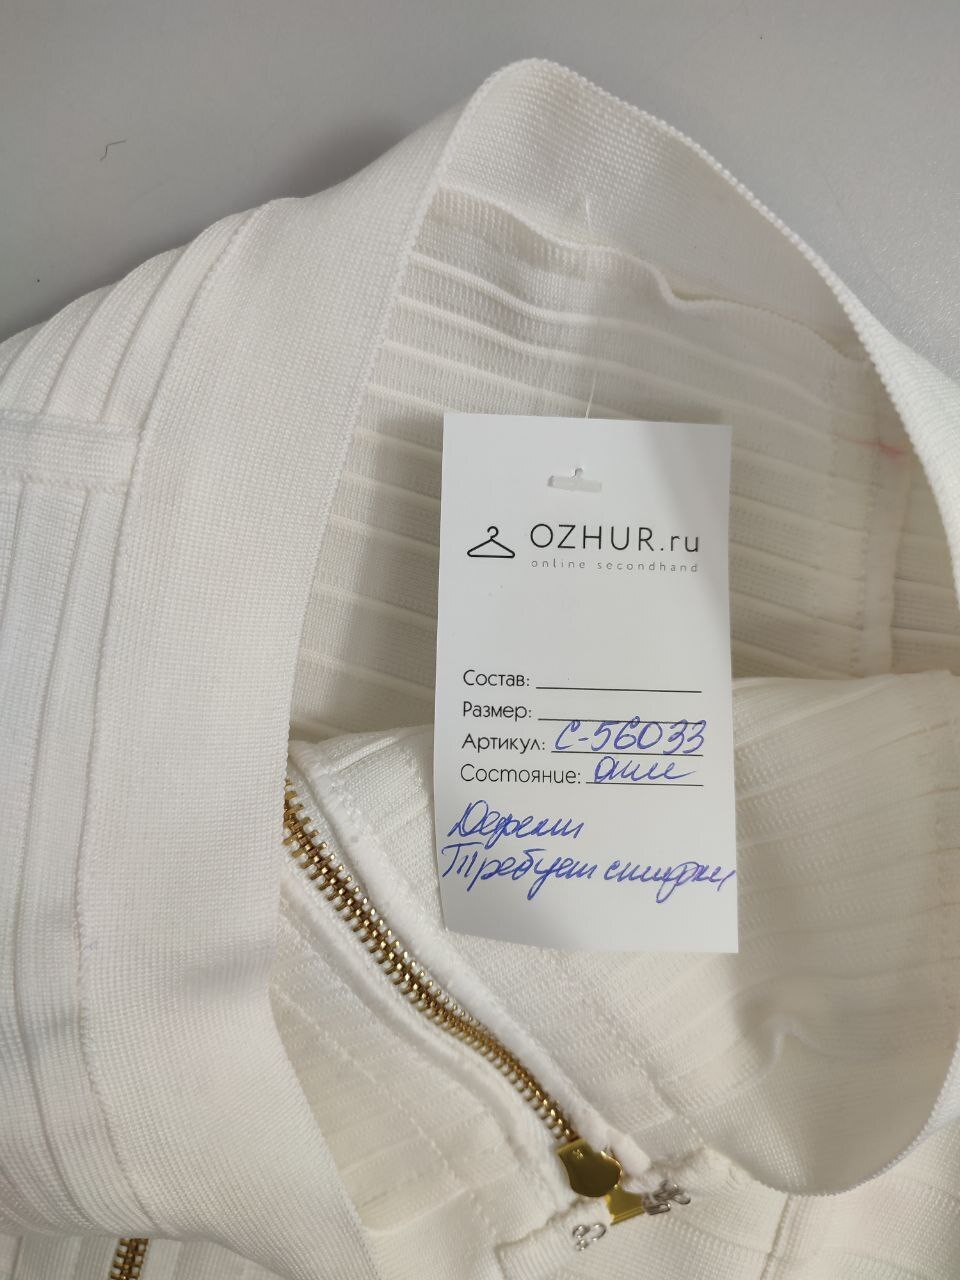 OZHUR.ru
online secondhand
Состав:
Размер:
Артикул: С-56033
Состояние: отл
Требует стирки